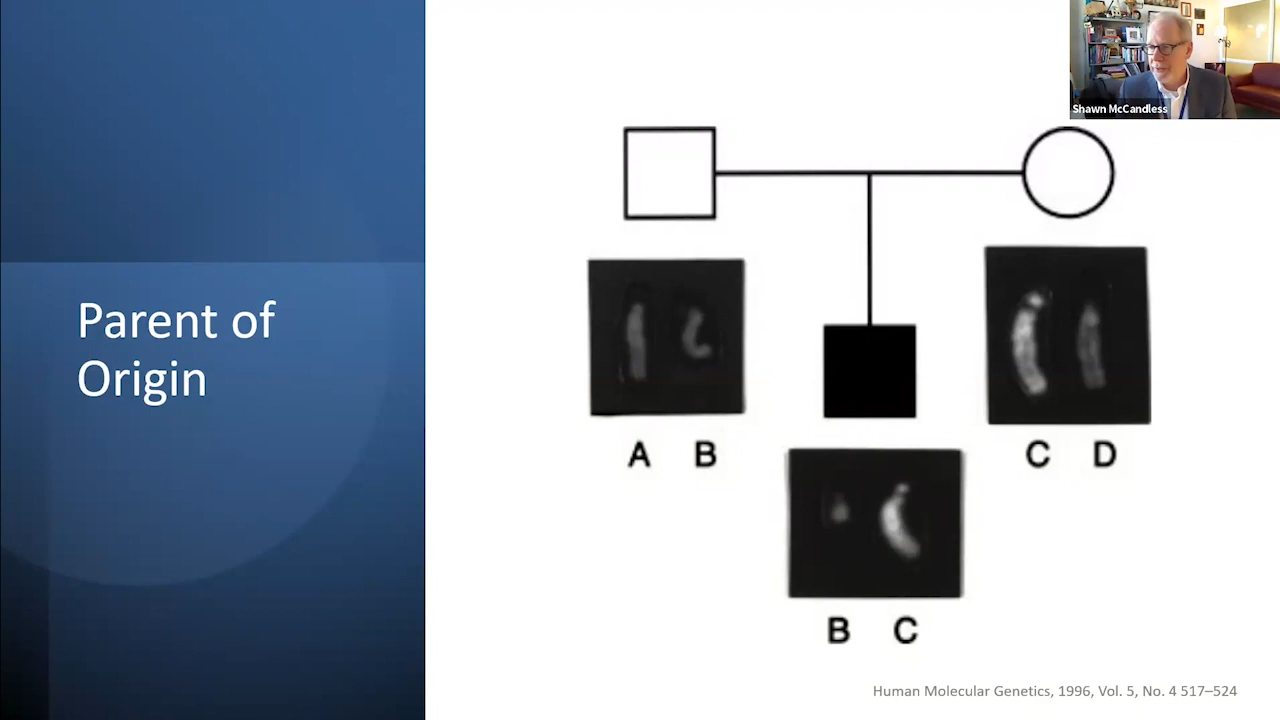 Shawn McCandless
Parent of
Origin
A B
C D
B C
Human Molecular Genetics, 1996, Vol. 5, No. 4 517–524